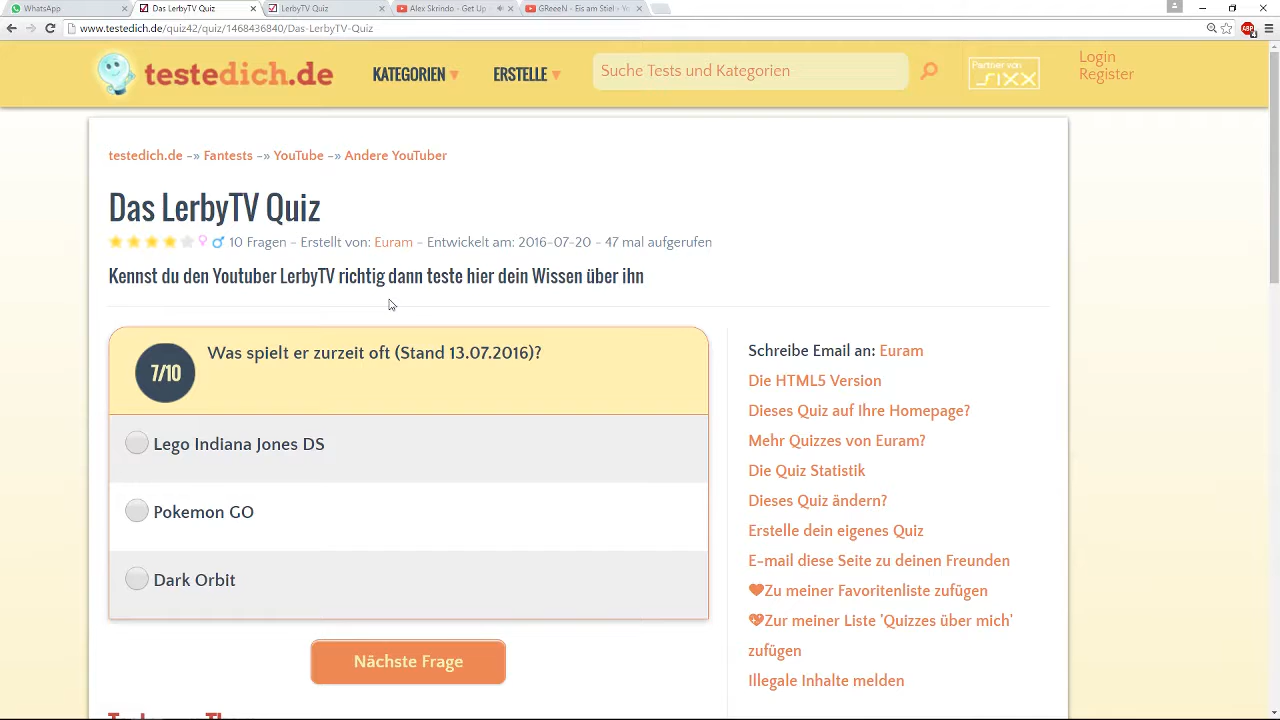 WhatsApp
Das LerbyTV Quiz
LerbyTV Quiz
Alex Skrindo - Get Up
GReeeN - Eis am Stiel - You
www.testedich.de/quiz42/quiz/1468436840/Das-LerbyTV-Quiz
ABP
testedich.de
KATEGORIEN
ERSTELLE
Suche Tests und Kategorien
Partner von
sixx
Login
Register
testedich.de -» Fantests -» YouTube -» Andere YouTuber
Das LerbyTV Quiz
10 Fragen - Erstellt von: Euram - Entwickelt am: 2016-07-20 - 47 mal aufgerufen
Kennst du den Youtuber LerbyTV richtig dann teste hier dein Wissen über ihn
7/10
Was spielt er zurzeit oft (Stand 13.07.2016)?
Lego Indiana Jones DS
Pokemon GO
Dark Orbit
Nächste Frage
Schreibe Email an: Euram
Die HTML5 Version
Dieses Quiz auf Ihre Homepage?
Mehr Quizzes von Euram?
Die Quiz Statistik
Dieses Quiz ändern?
Erstelle dein eigenes Quiz
E-mail diese Seite zu deinen Freunden
Zu meiner Favoritenliste zufügen
Zur meiner Liste 'Quizzes über mich'
zufügen
Illegale Inhalte melden